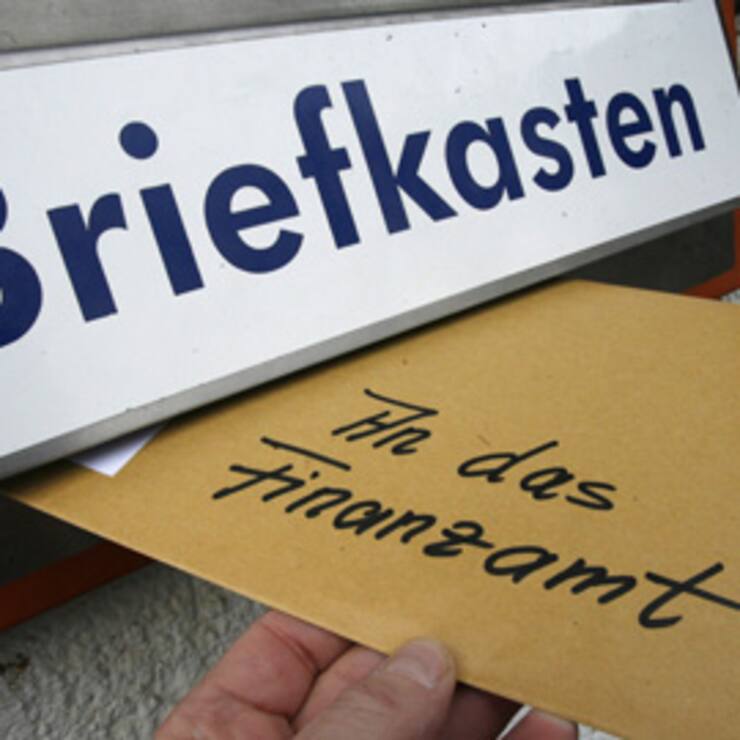 Briefkasten
An das
Finanzamt